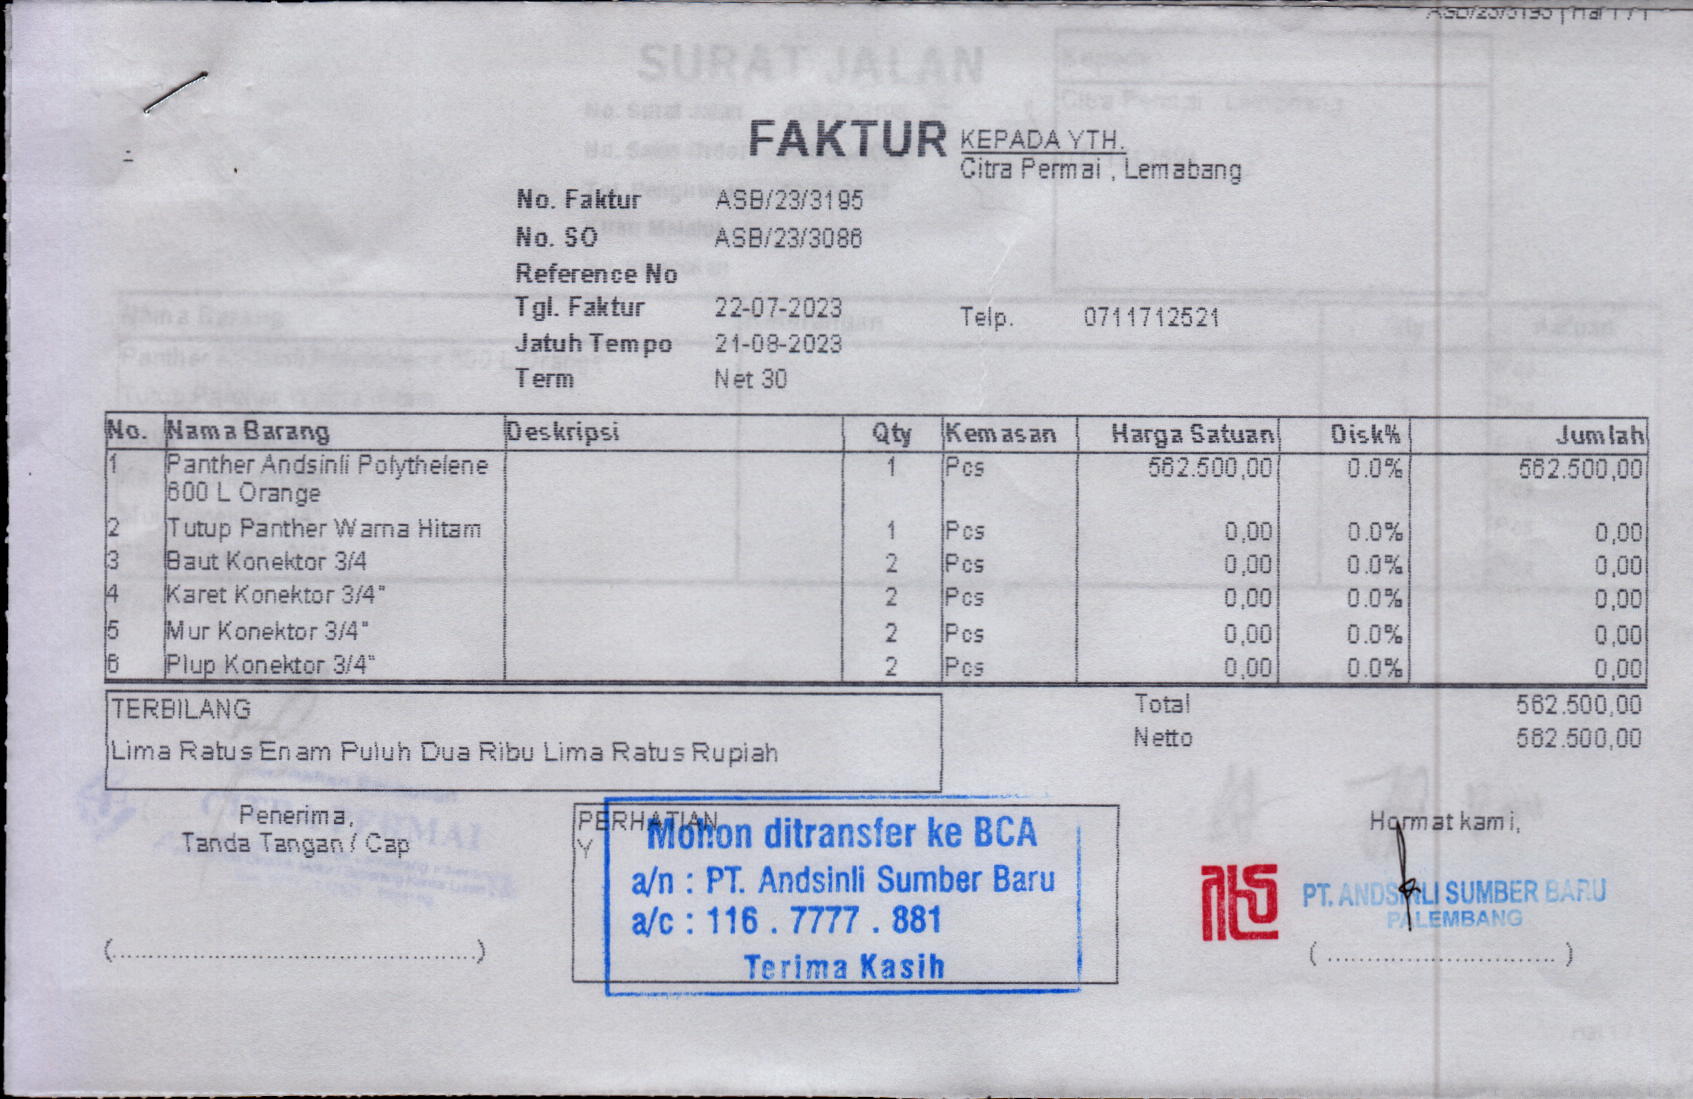 ASB/23/3195 | Hal 1 / 1
FAKTUR
KEPADA YTH.
Citra Permai , Lemabang
No. Faktur ASB/23/3195
No. SO ASB/23/3086
Reference No
Tgl. Faktur 22-07-2023
Telp. 0711712521
Jatuh Tempo 21-08-2023
Term Net 30
No. Nama Barang Deskripsi Qty Kemasan Harga Satuan Disk% Jumlah
1 Panther Andsinli Polythelene 1 Pcs 562.500,00 0.0% 562.500,00
600 L Orange
2 Tutup Panther Warna Hitam 1 Pcs 0,00 0.0% 0,00
3 Baut Konektor 3/4 2 Pcs 0,00 0.0% 0,00
4 Karet Konektor 3/4" 2 Pcs 0,00 0.0% 0,00
5 Mur Konektor 3/4" 2 Pcs 0,00 0.0% 0,00
6 Plup Konektor 3/4" 2 Pcs 0,00 0.0% 0,00
TERBILANG
Lima Ratus Enam Puluh Dua Ribu Lima Ratus Rupiah
Total 562.500,00
Netto 562.500,00
Penerima,
Tanda Tangan / Cap
(..........................................)
PERHATIAN
Y
Mohon ditransfer ke BCA
a/n : PT. Andsinli Sumber Baru
a/c : 116 . 7777 . 881
Terima Kasih
Hormat kami,
PT. ANDSINLI SUMBER BARU
PALEMBANG
( ............................ )
SURAT JALAN